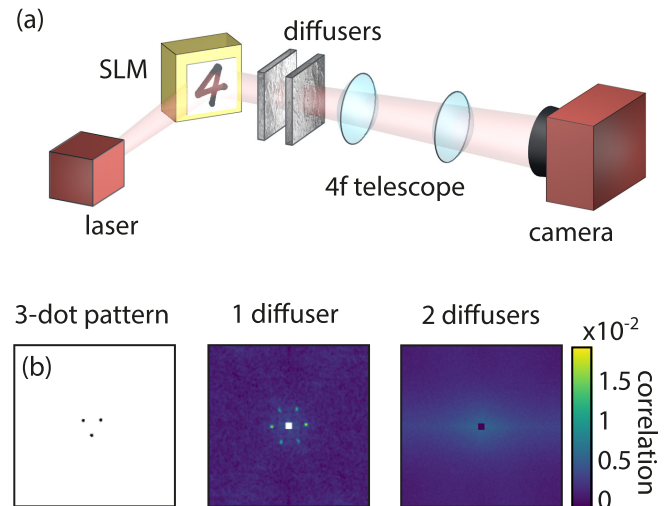 (a)
diffusers
SLM
4
4f telescope
laser
camera
3-dot pattern
1 diffuser
2 diffusers
x10-2
(b)
1.5
1
0.5
0
correlation